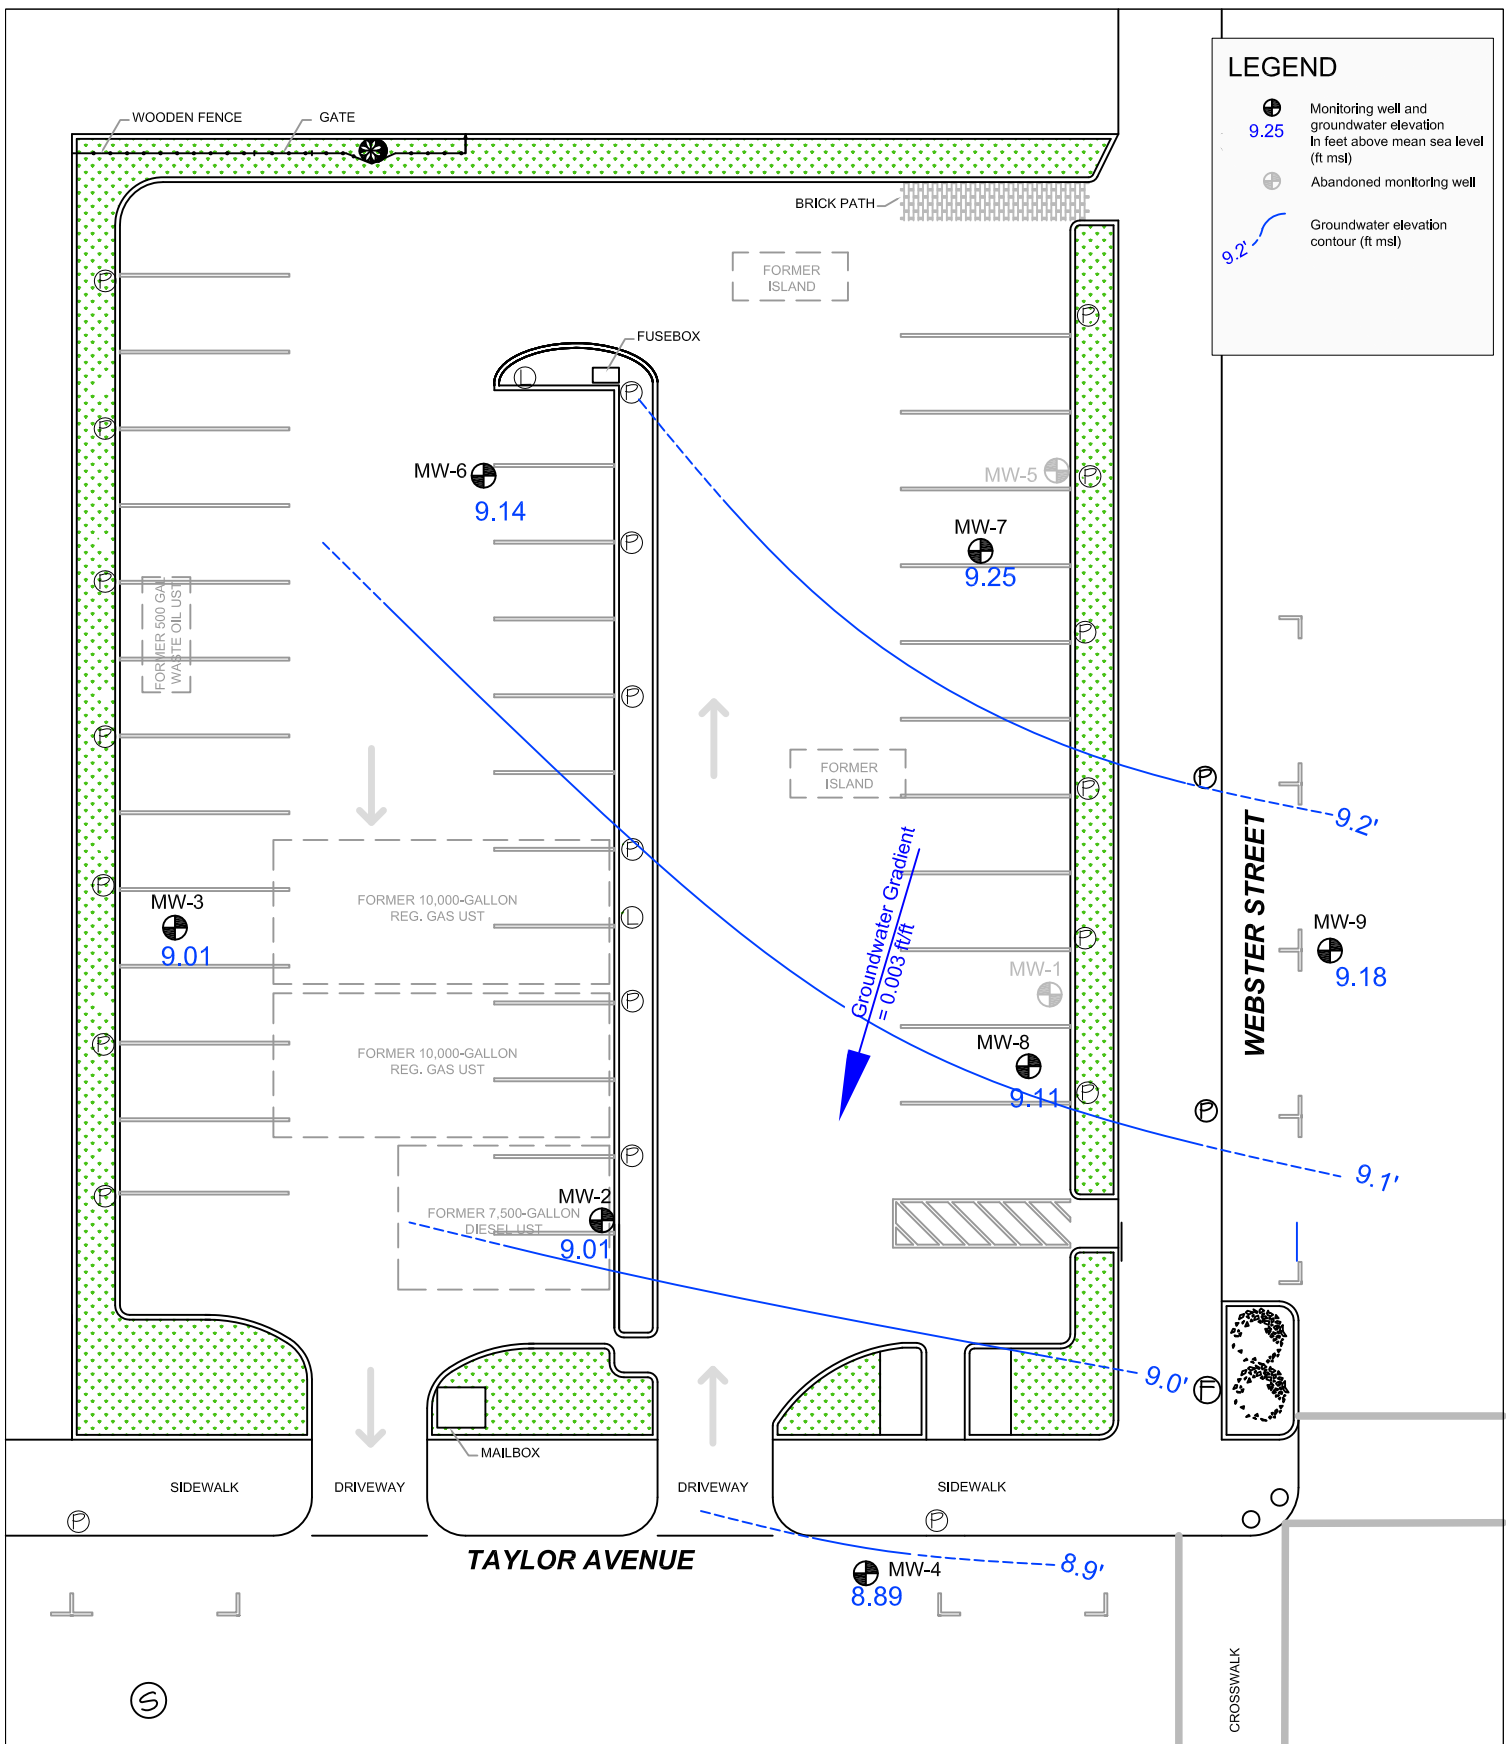 LEGEND
Monitoring well and
groundwater elevation
9.25
In feet above mean sea level
(ft msl)
Abandoned monitoring well
Groundwater elevation
contour (ft msl)
9.2'
WOODEN FENCE
GATE
BRICK PATH
FORMER
ISLAND
FUSEBOX
L
P
P
P
P
MW-6
9.14
MW-5
P
P
MW-7
9.25
P
P
FORMER 500 GAL
WASTE OIL UST
P
P
P
FORMER
ISLAND
P
P
9.2'
P
Groundwater Gradient
= 0.003 ft/ft
WEBSTER STREET
P
MW-3
9.01
FORMER 10,000-GALLON
REG. GAS UST
L
P
MW-9
9.18
MW-1
P
P
FORMER 10,000-GALLON
REG. GAS UST
MW-8
9.11
P
P
P
9.1'
P
MW-2
FORMER 7,500-GALLON
DIESEL UST
9.01
9.0'
F
MAILBOX
SIDEWALK
DRIVEWAY
DRIVEWAY
SIDEWALK
P
P
TAYLOR AVENUE
8.9'
MW-4
8.89
S
CROSSWALK